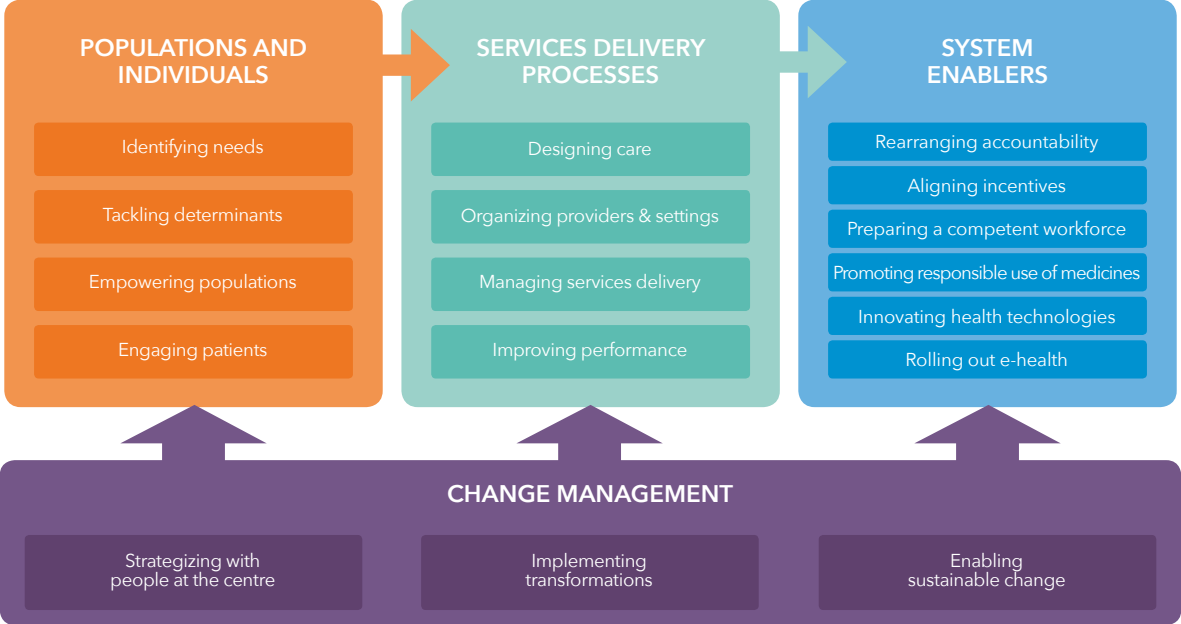 POPULATIONS AND
INDIVIDUALS
Identifying needs
Tackling determinants
Empowering populations
Engaging patients
SERVICES DELIVERY
PROCESSES
Designing care
Organizing providers & settings
Managing services delivery
Improving performance
SYSTEM
ENABLERS
Rearranging accountability
Aligning incentives
Preparing a competent workforce
Promoting responsible use of medicines
Innovating health technologies
Rolling out e-health
CHANGE MANAGEMENT
Strategizing with
people at the centre
Implementing
transformations
Enabling
sustainable change